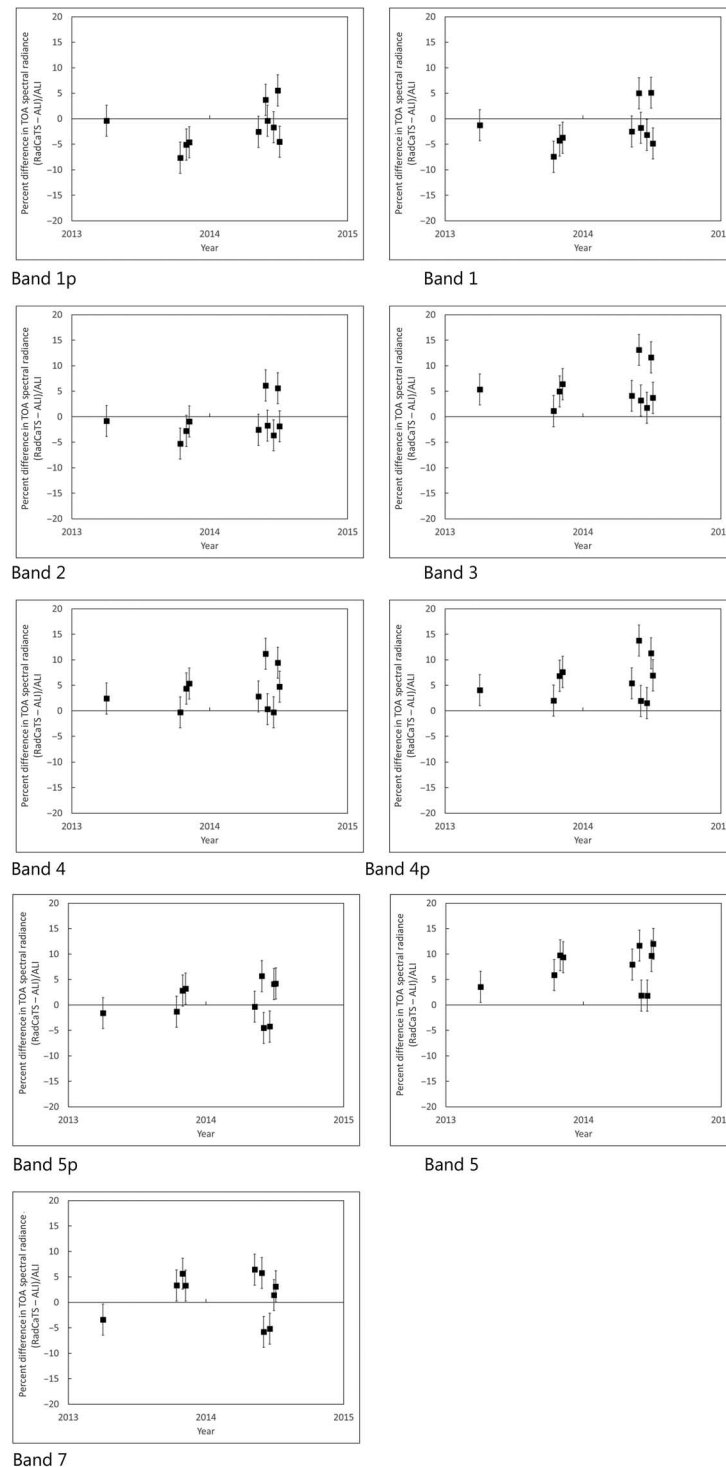 Percent difference in TOA spectral radiance
(RadCaTS – ALI)/ALI
20
15
10
5
0
−5
−10
−15
−20
2013 2014 2015
Year
Band 1p
Percent difference in TOA spectral radiance
(RadCaTS – ALI)/ALI
20
15
10
5
0
−5
−10
−15
−20
2013 2014 201
Year
Band 1
Percent difference in TOA spectral radiance
(RadCaTS – ALI)/ALI
20
15
10
5
0
−5
−10
−15
−20
2013 2014 2015
Year
Band 2
Percent difference in TOA spectral radiance
(RadCaTS – ALI)/ALI
20
15
10
5
0
−5
−10
−15
−20
2013 2014 201
Year
Band 3
Percent difference in TOA spectral radiance
(RadCaTS – ALI)/ALI
20
15
10
5
0
−5
−10
−15
−20
2013 2014 2015
Year
Band 4
Percent difference in TOA spectral radiance
(RadCaTS – ALI)/ALI
20
15
10
5
0
−5
−10
−15
−20
2013 2014 201
Year
Band 4p
Percent difference in TOA spectral radiance
(RadCaTS – ALI)/ALI
20
15
10
5
0
−5
−10
−15
−20
2013 2014 2015
Year
Band 5p
Percent difference in TOA spectral radiance
(RadCaTS – ALI)/ALI
20
15
10
5
0
−5
−10
−15
−20
2013 2014 201
Year
Band 5
Percent difference in TOA spectral radiance
(RadCaTS – ALI)/ALI
20
15
10
5
0
−5
−10
−15
−20
2013 2014 2015
Year
Band 7